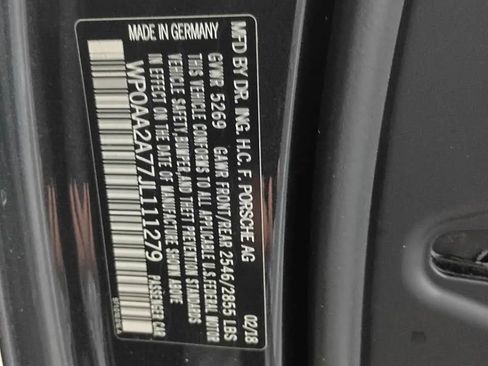 MFD BY DR. ING. H.C. F. PORSCHE AG 02/18
GVWR 5269 GAWR FRONT/REAR 2546/2855 LBS
THIS VEHICLE CONFORMS TO ALL APPLICABLE U.S. FEDERAL MOTOR
VEHICLE SAFETY, BUMPER, AND THEFT PREVENTION STANDARDS
IN EFFECT ON THE DATE OF MANUFACTURE SHOWN ABOVE
WP0AA2A77JL111279 PASSENGER CAR
MADE IN GERMANY